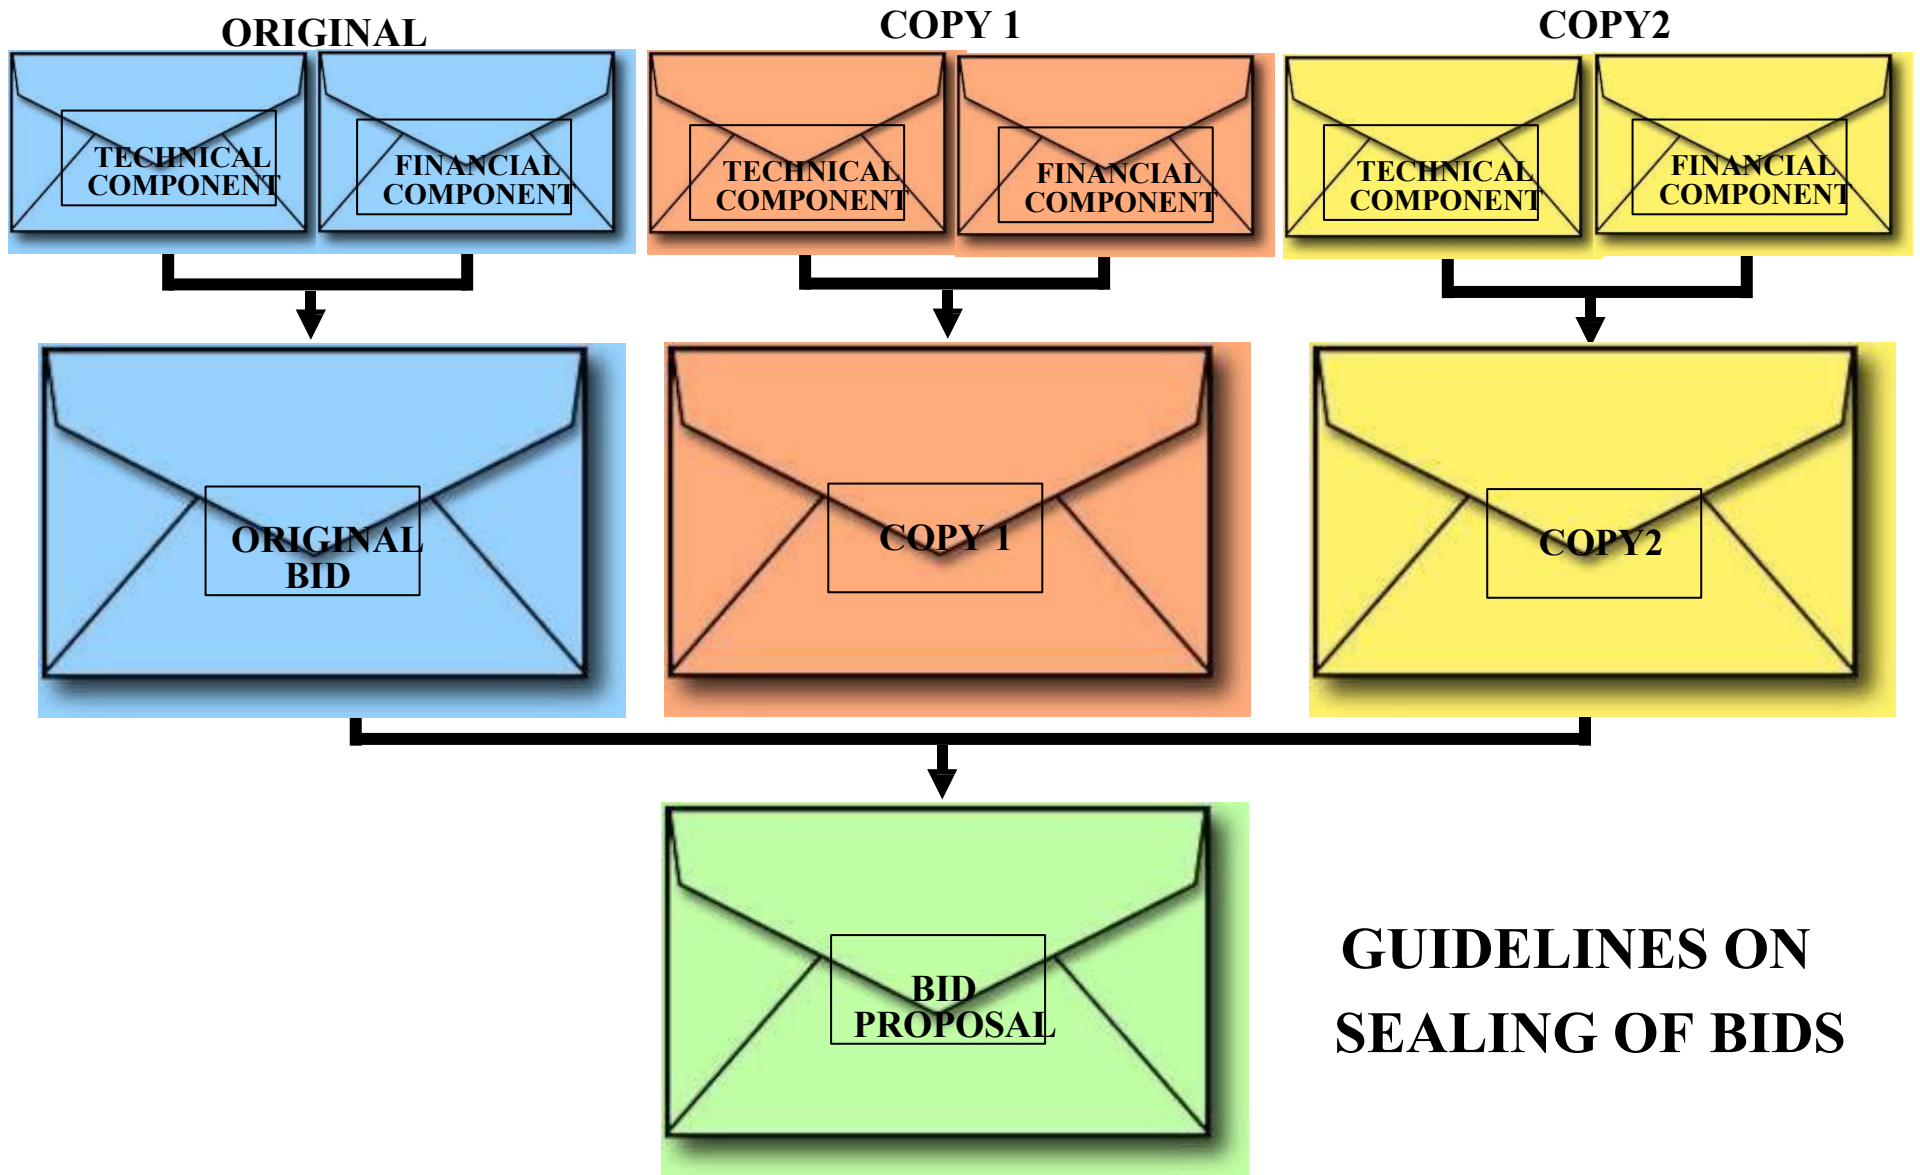 ORIGINAL
COPY 1
COPY2
TECHNICAL
COMPONENT
FINANCIAL
COMPONENT
TECHNICAL
COMPONENT
FINANCIAL
COMPONENT
TECHNICAL
COMPONENT
FINANCIAL
COMPONENT
ORIGINAL
BID
COPY 1
COPY2
BID
PROPOSAL
GUIDELINES ON
SEALING OF BIDS